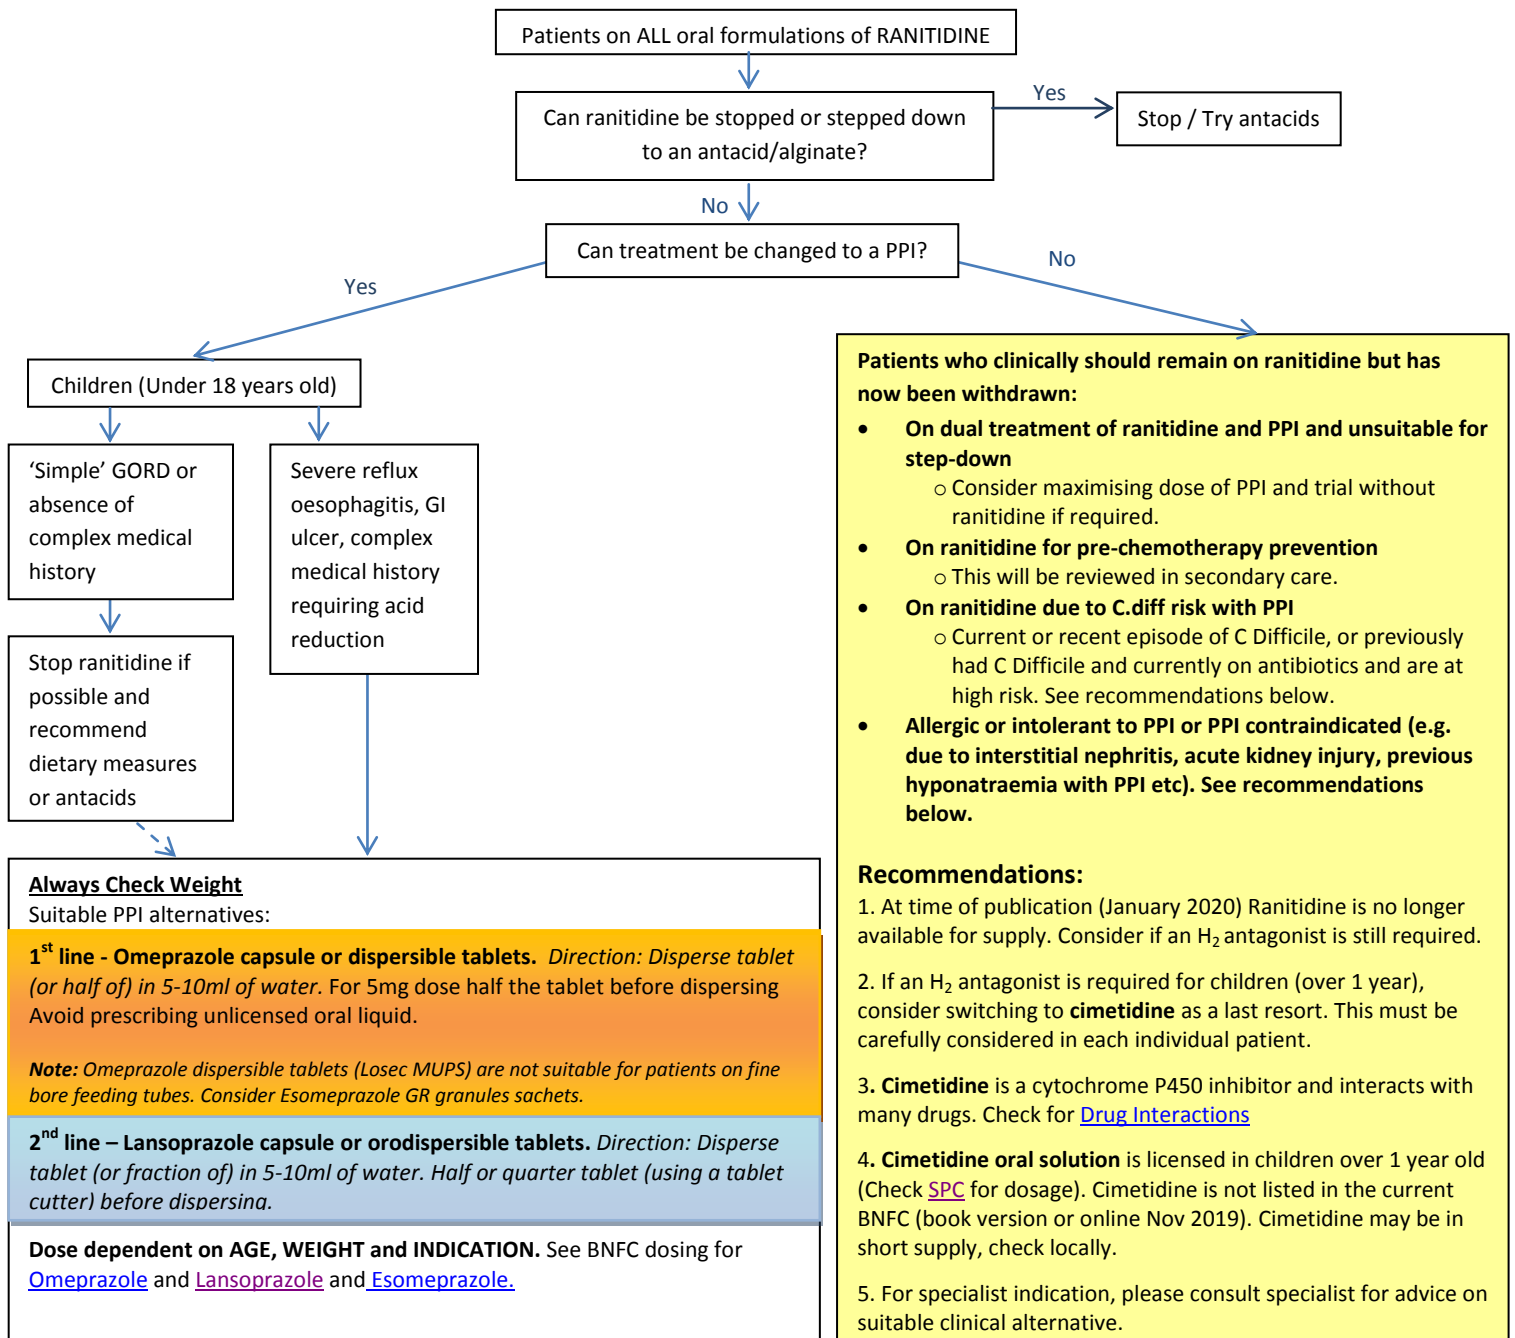 Patients on ALL oral formulations of RANITIDINE
Can ranitidine be stopped or stepped down
to an antacid/alginate?
Yes
Stop / Try antacids
No
Can treatment be changed to a PPI?
Yes
No
Children (Under 18 years old)
‘Simple’ GORD or
absence of
complex medical
history
Severe reflux
oesophagitis, GI
ulcer, complex
medical history
requiring acid
reduction
Stop ranitidine if
possible and
recommend
dietary measures
or antacids
Always Check Weight
Suitable PPI alternatives:
1st line - Omeprazole capsule or dispersible tablets. Direction: Disperse tablet
(or half of) in 5-10ml of water. For 5mg dose half the tablet before dispersing
Avoid prescribing unlicensed oral liquid.
Note: Omeprazole dispersible tablets (Losec MUPS) are not suitable for patients on fine
bore feeding tubes. Consider Esomeprazole GR granules sachets.
2nd line – Lansoprazole capsule or orodispersible tablets. Direction: Disperse
tablet (or fraction of) in 5-10ml of water. Half or quarter tablet (using a tablet
cutter) before dispersing.
Dose dependent on AGE, WEIGHT and INDICATION. See BNFC dosing for
Omeprazole and Lansoprazole and Esomeprazole.
Patients who clinically should remain on ranitidine but has
now been withdrawn:
• On dual treatment of ranitidine and PPI and unsuitable for
step-down
o Consider maximising dose of PPI and trial without
ranitidine if required.
• On ranitidine for pre-chemotherapy prevention
o This will be reviewed in secondary care.
• On ranitidine due to C.diff risk with PPI
o Current or recent episode of C Difficile, or previously
had C Difficile and currently on antibiotics and are at
high risk. See recommendations below.
• Allergic or intolerant to PPI or PPI contraindicated (e.g.
due to interstitial nephritis, acute kidney injury, previous
hyponatraemia with PPI etc). See recommendations
below.
Recommendations:
1. At time of publication (January 2020) Ranitidine is no longer
available for supply. Consider if an H2 antagonist is still required.
2. If an H2 antagonist is required for children (over 1 year),
consider switching to cimetidine as a last resort. This must be
carefully considered in each individual patient.
3. Cimetidine is a cytochrome P450 inhibitor and interacts with
many drugs. Check for Drug Interactions
4. Cimetidine oral solution is licensed in children over 1 year old
(Check SPC for dosage). Cimetidine is not listed in the current
BNFC (book version or online Nov 2019). Cimetidine may be in
short supply, check locally.
5. For specialist indication, please consult specialist for advice on
suitable clinical alternative.